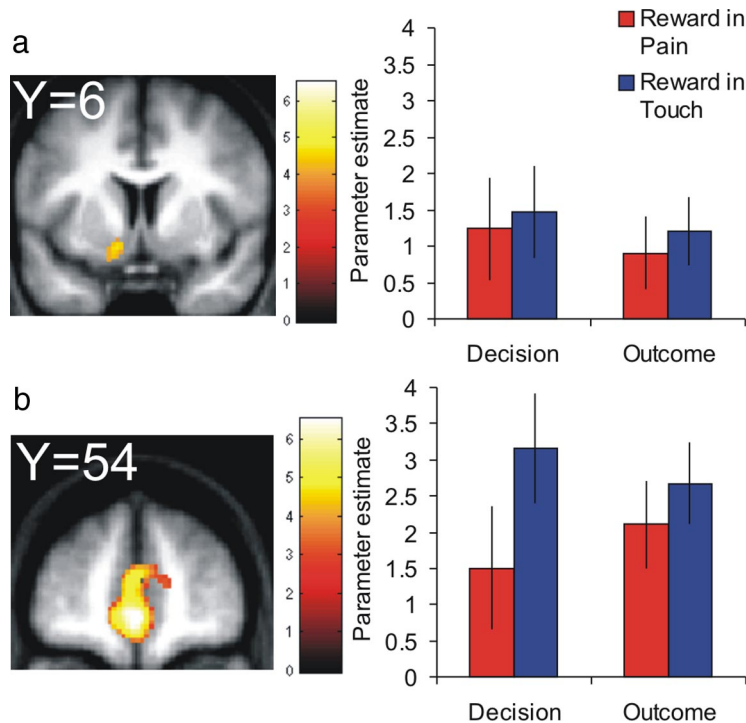 a
Y=6
6
5
4
3
2
1
0
Parameter estimate
4
3.5
3
2.5
2
1.5
1
0.5
0
Decision
Outcome
Reward in
Pain
Reward in
Touch
b
Y=54
6
5
4
3
2
1
0
Parameter estimate
4
3.5
3
2.5
2
1.5
1
0.5
0
Decision
Outcome